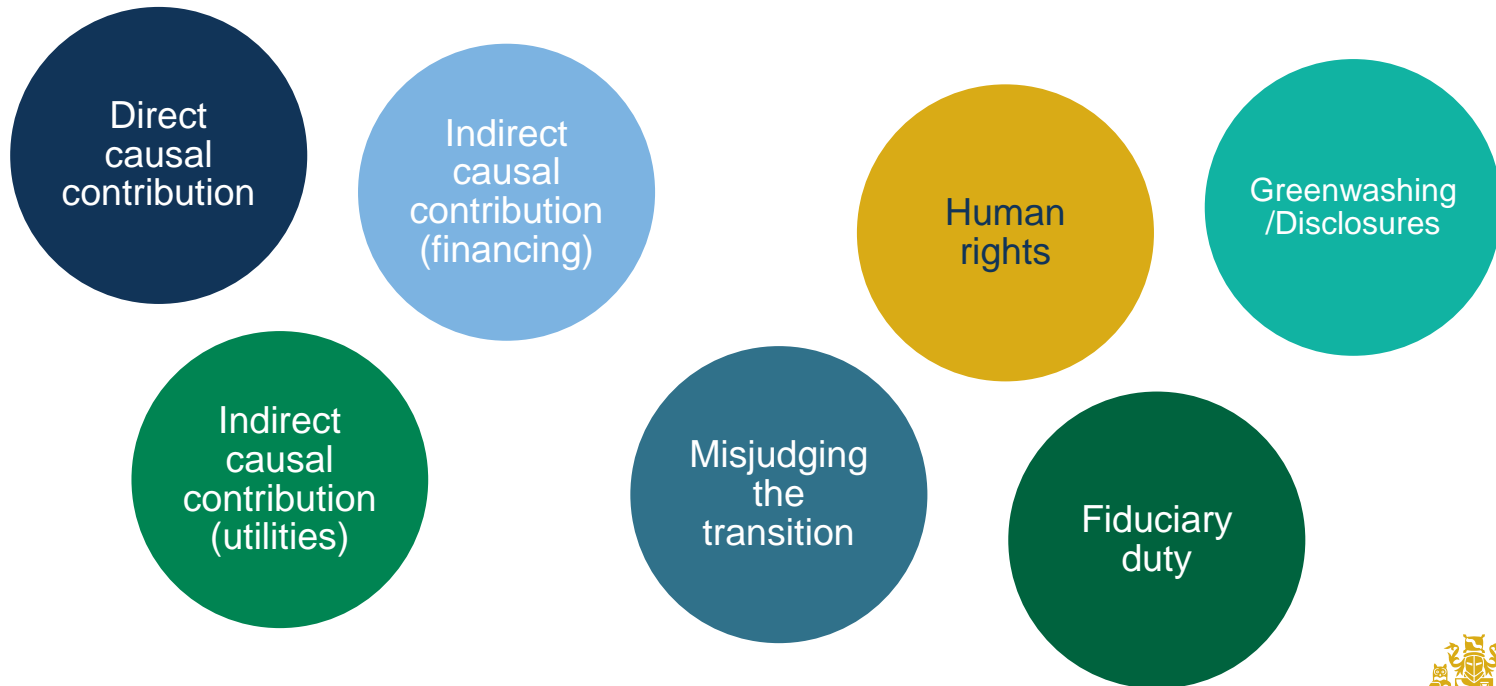 Direct
causal
contribution
Indirect
causal
contribution
(financing)
Human
rights
Greenwashing
/Disclosures
Indirect
causal
contribution
(utilities)
Misjudging
the
transition
Fiduciary
duty